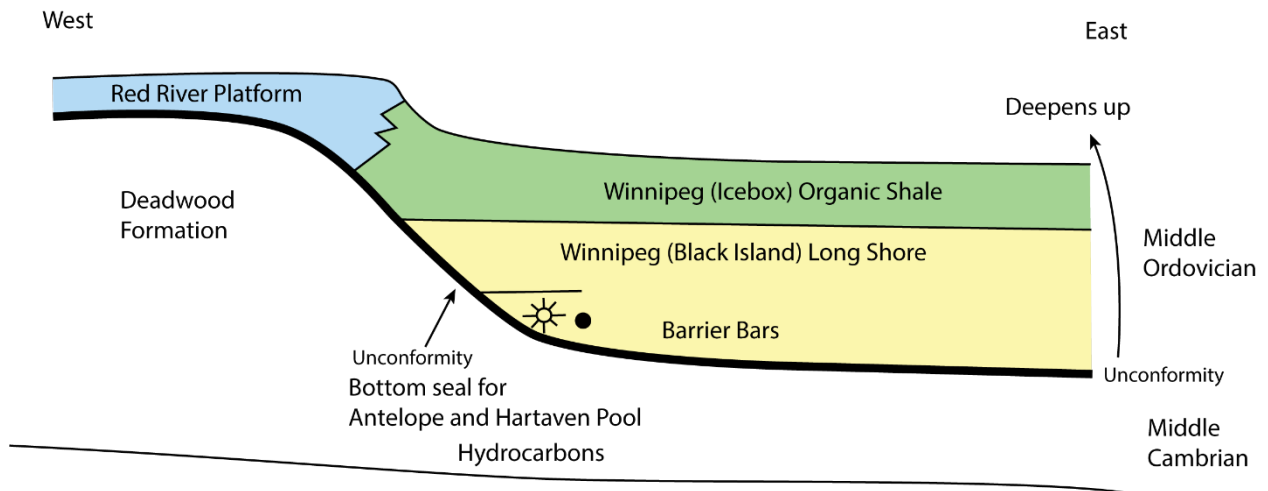 West
East
Red River Platform
Deepens up
Winnipeg (Icebox) Organic Shale
Deadwood
Formation
Winnipeg (Black Island) Long Shore
Middle
Ordovician
Barrier Bars
Unconformity
Bottom seal for
Antelope and Hartaven Pool
Hydrocarbons
Unconformity
Middle
Cambrian